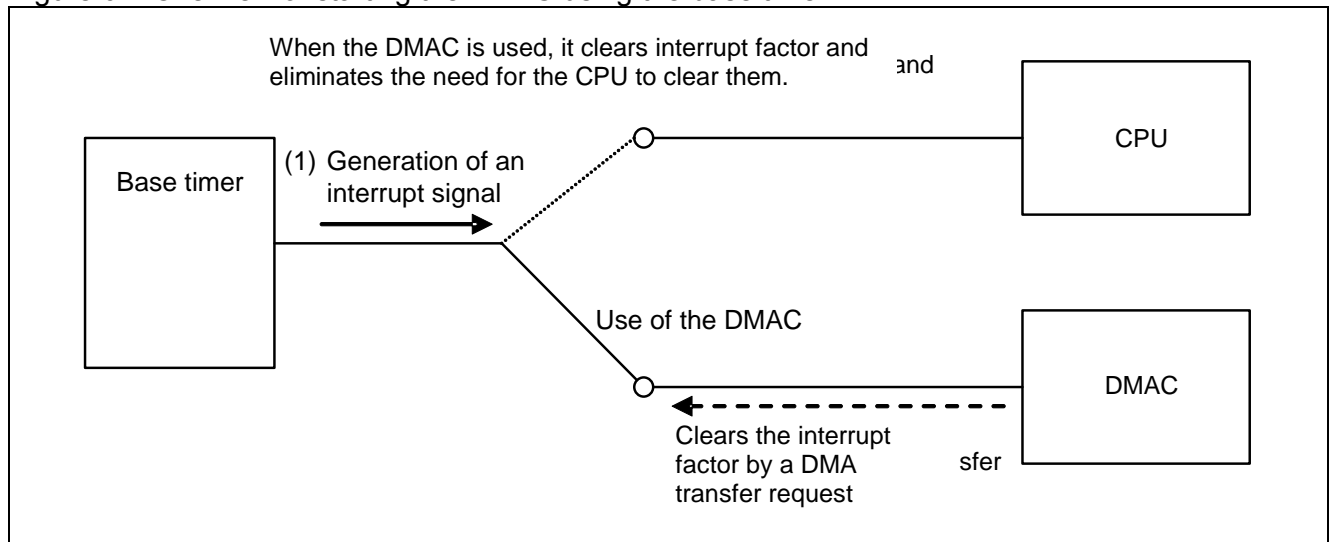 When the DMAC is used, it clears interrupt factor and
eliminates the need for the CPU to clear them.
and
CPU
Base timer
(1) Generation of an
interrupt signal
Use of the DMAC
DMAC
Clears the interrupt
factor by a DMA
sfer
transfer request